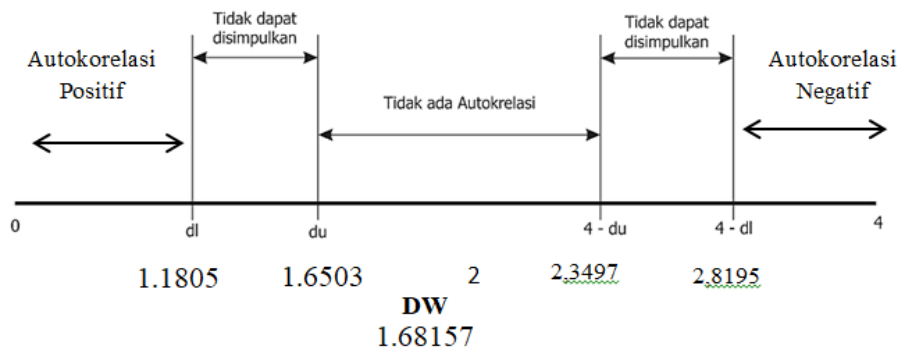 Tidak dapat
disimpulkan
Tidak dapat
disimpulkan
Autokorelasi
Positif
Autokorelasi
Negatif
Tidak ada Autokrelasi
0
dl
du
4 - du
4 - dl
4
1.1805
1.6503
2
2,3497
2,8195
DW
1.68157